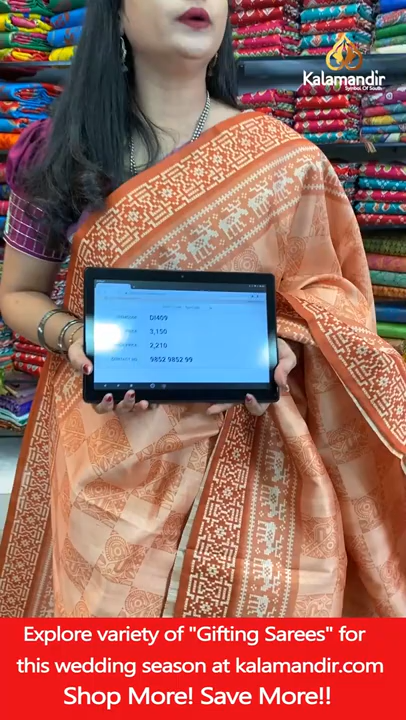 Kalamandir
Symbol Of South
DI409
3,150
2,210
9852 9852 99
Explore variety of "Gifting Sarees" for
this wedding season at kalamandir.com
Shop More! Save More!!